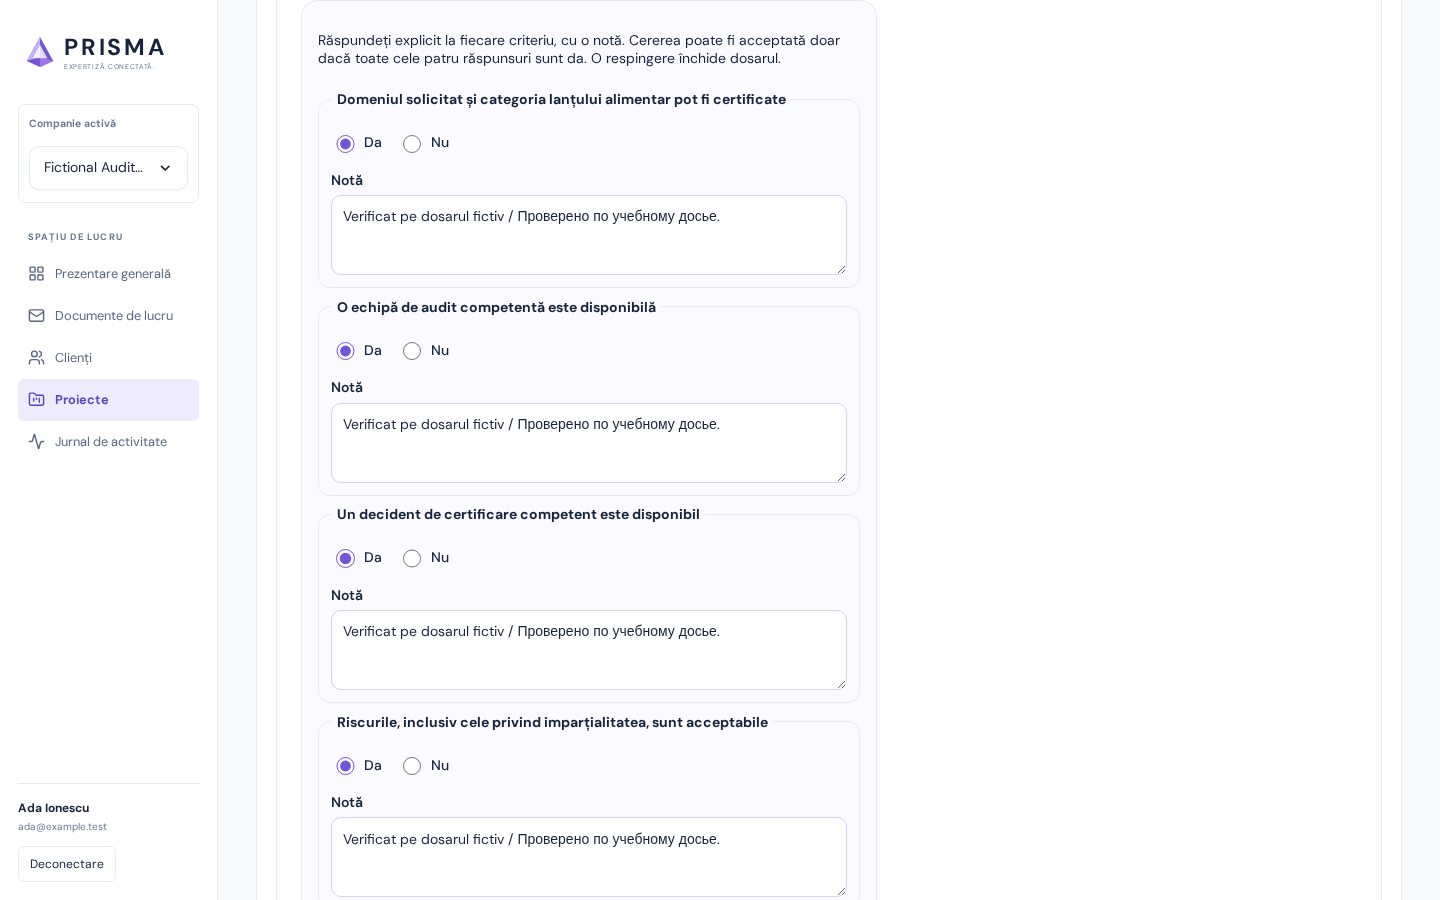 PRISMA
EXPERTIZĂ CONECTATĂ.
Companie activă
Fictional Audit...
SPAȚIU DE LUCRU
Prezentare generală
Documente de lucru
Clienți
Proiecte
Jurnal de activitate
Ada Ionescu
ada@example.test
Deconectare
Răspundeți explicit la fiecare criteriu, cu o notă. Cererea poate fi acceptată doar
dacă toate cele patru răspunsuri sunt da. O respingere închide dosarul.
Domeniul solicitat și categoria lanțului alimentar pot fi certificate
Da Nu
Notă
Verificat pe dosarul fictiv / Проверено по учебному досье.
O echipă de audit competentă este disponibilă
Da Nu
Notă
Verificat pe dosarul fictiv / Проверено по учебному досье.
Un decident de certificare competent este disponibil
Da Nu
Notă
Verificat pe dosarul fictiv / Проверено по учебному досье.
Riscurile, inclusiv cele privind imparțialitatea, sunt acceptabile
Da Nu
Notă
Verificat pe dosarul fictiv / Проверено по учебному досье.